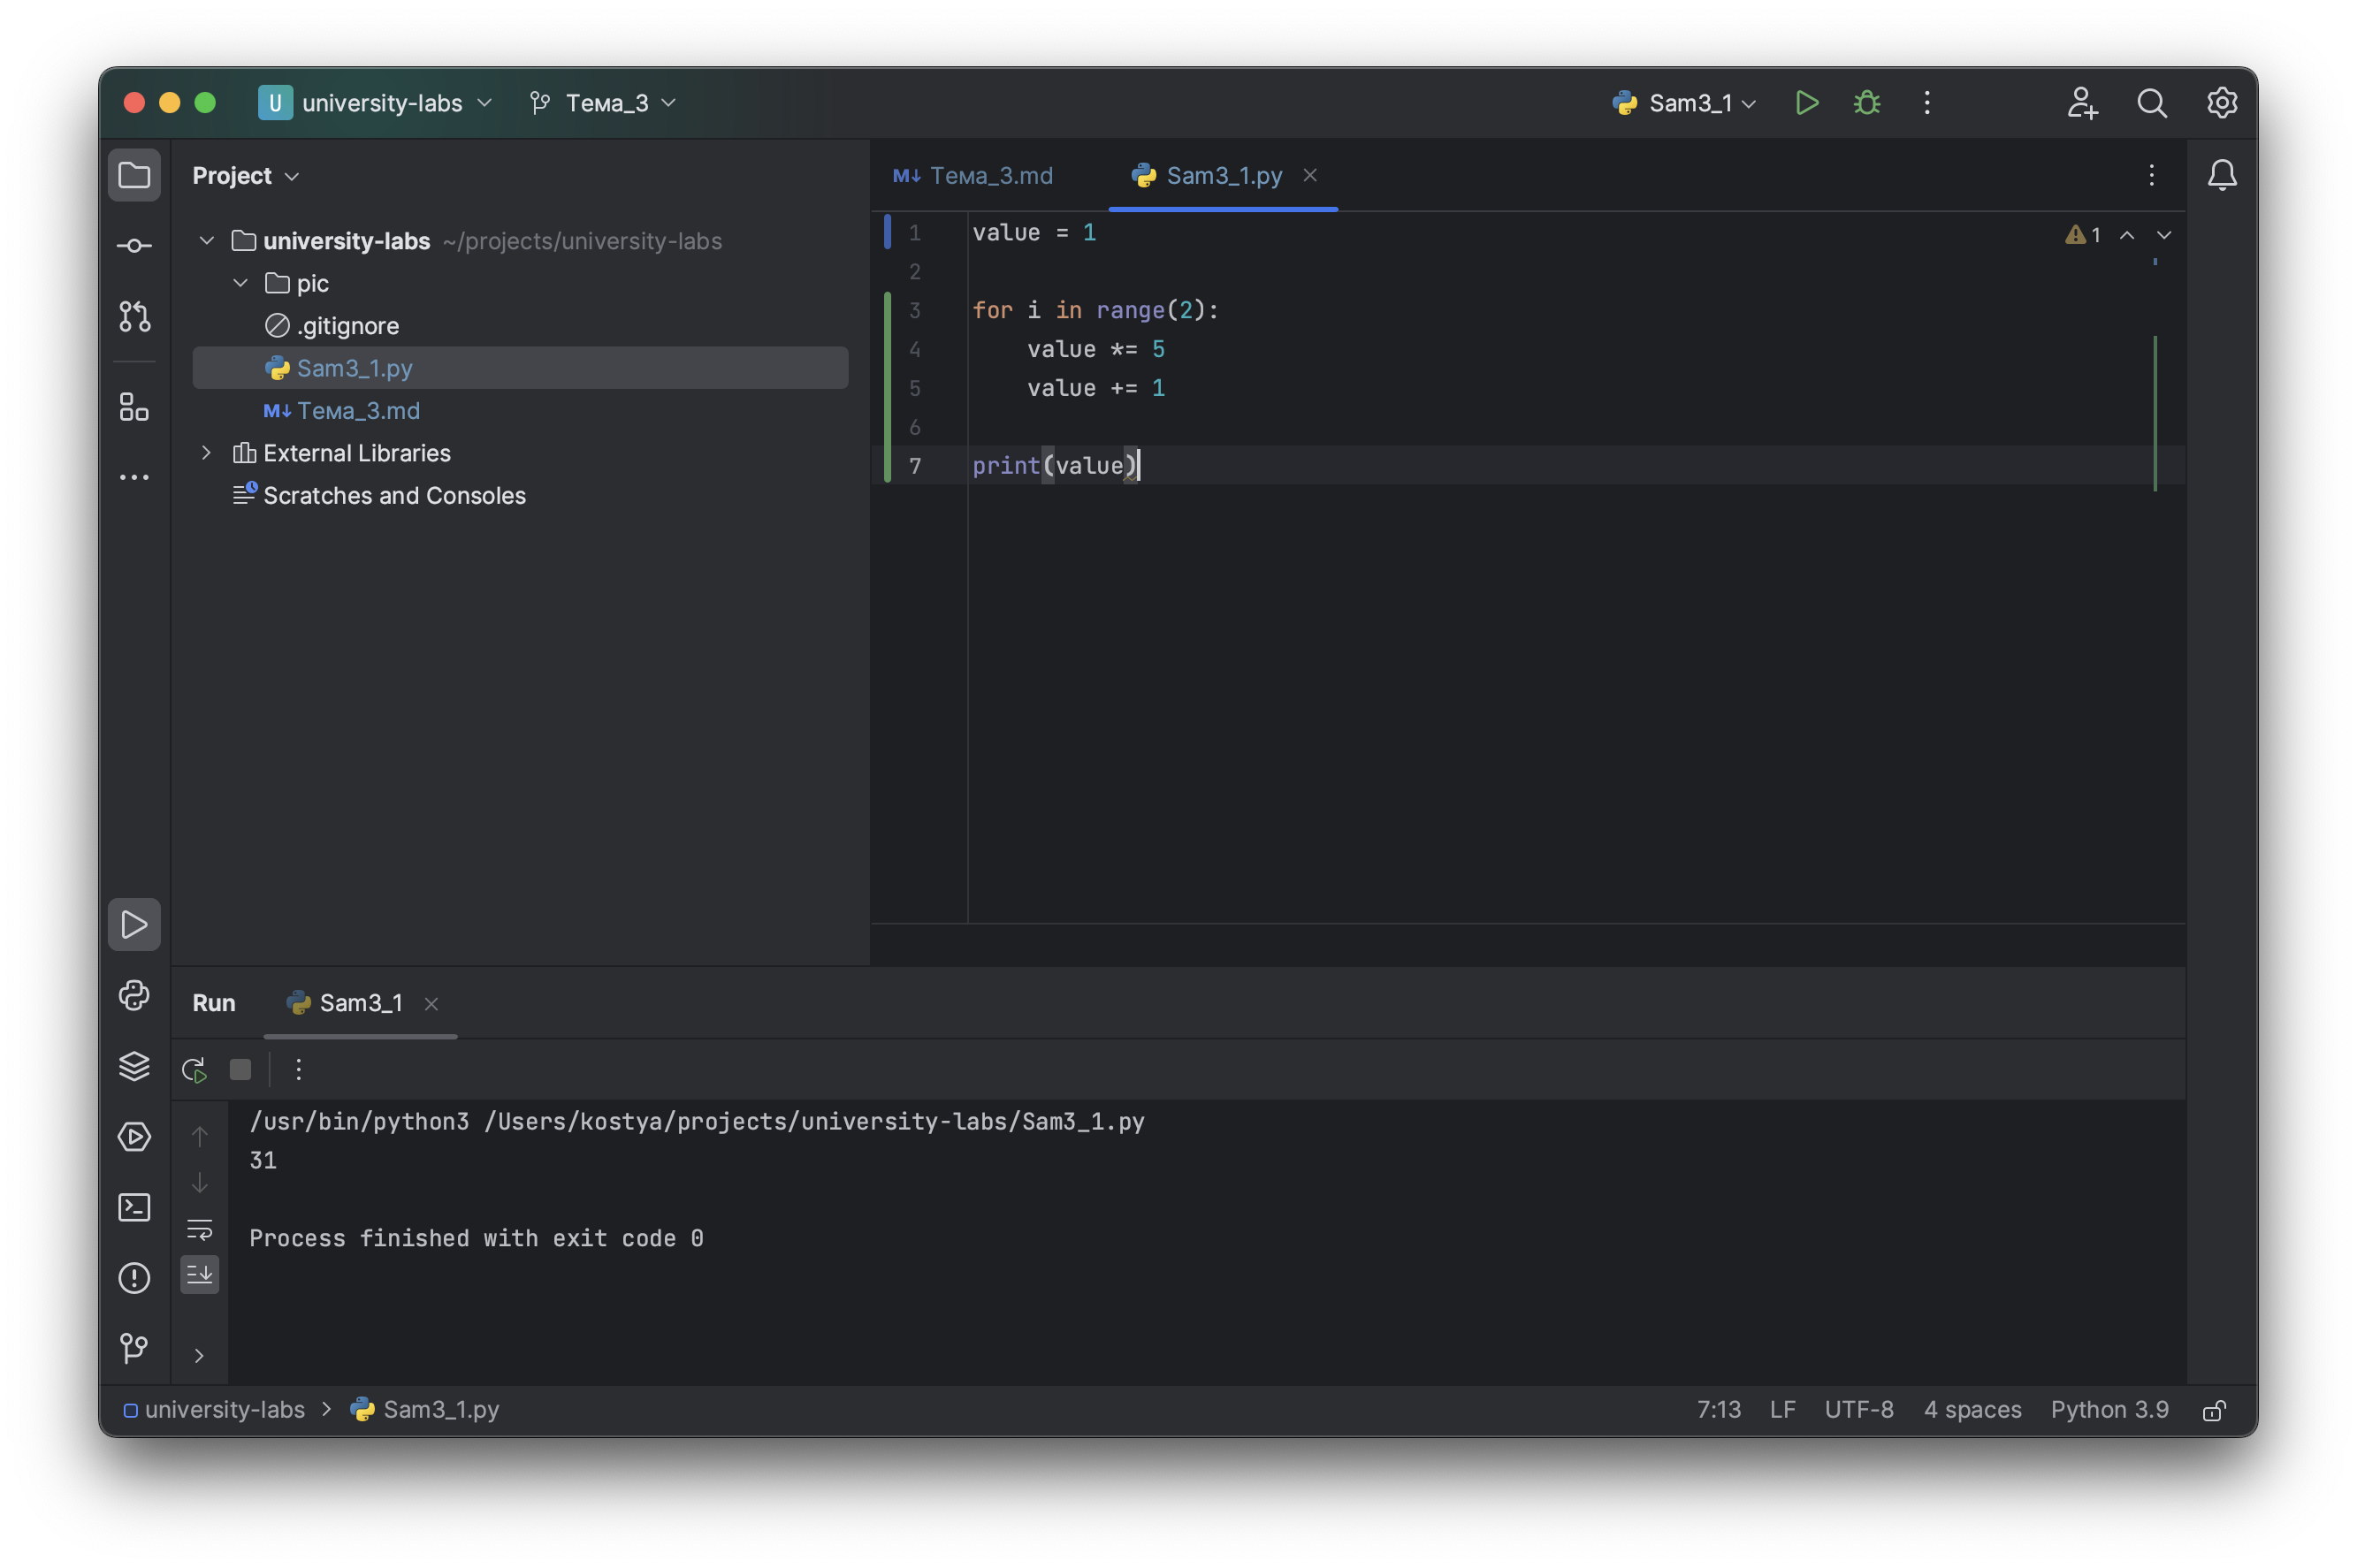 U university-labs Тема_3 Sam3_1
Project
university-labs ~/projects/university-labs
pic
.gitignore
Sam3_1.py
M↓ Тема_3.md
External Libraries
Scratches and Consoles
M↓ Тема_3.md Sam3_1.py
1 value = 1
2
3 for i in range(2):
4     value *= 5
5     value += 1
6
7 print(value)
1
Run Sam3_1
/usr/bin/python3 /Users/kostya/projects/university-labs/Sam3_1.py
31
Process finished with exit code 0
university-labs > Sam3_1.py 7:13 LF UTF-8 4 spaces Python 3.9